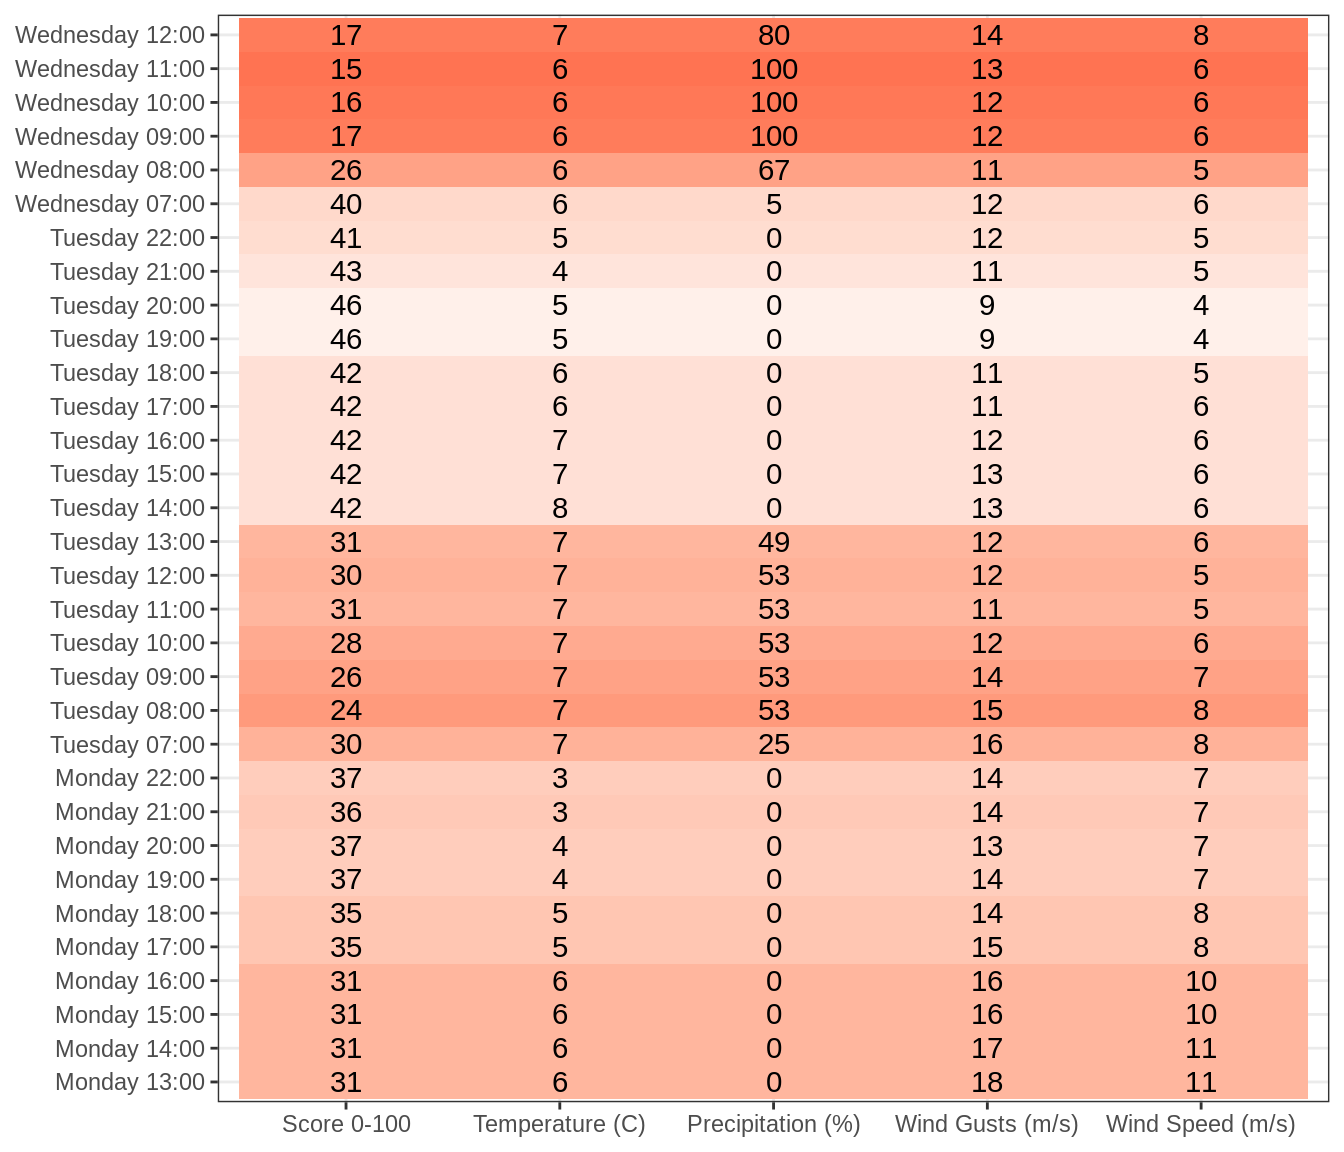 Wednesday 12:00 17 7 80 14 8
Wednesday 11:00 15 6 100 13 6
Wednesday 10:00 16 6 100 12 6
Wednesday 09:00 17 6 100 12 6
Wednesday 08:00 26 6 67 11 5
Wednesday 07:00 40 6 5 12 6
Tuesday 22:00 41 5 0 12 5
Tuesday 21:00 43 4 0 11 5
Tuesday 20:00 46 5 0 9 4
Tuesday 19:00 46 5 0 9 4
Tuesday 18:00 42 6 0 11 5
Tuesday 17:00 42 6 0 11 6
Tuesday 16:00 42 7 0 12 6
Tuesday 15:00 42 7 0 13 6
Tuesday 14:00 42 8 0 13 6
Tuesday 13:00 31 7 49 12 6
Tuesday 12:00 30 7 53 12 5
Tuesday 11:00 31 7 53 11 5
Tuesday 10:00 28 7 53 12 6
Tuesday 09:00 26 7 53 14 7
Tuesday 08:00 24 7 53 15 8
Tuesday 07:00 30 7 25 16 8
Monday 22:00 37 3 0 14 7
Monday 21:00 36 3 0 14 7
Monday 20:00 37 4 0 13 7
Monday 19:00 37 4 0 14 7
Monday 18:00 35 5 0 14 8
Monday 17:00 35 5 0 15 8
Monday 16:00 31 6 0 16 10
Monday 15:00 31 6 0 16 10
Monday 14:00 31 6 0 17 11
Monday 13:00 31 6 0 18 11
Score 0-100 Temperature (C) Precipitation (%) Wind Gusts (m/s) Wind Speed (m/s)